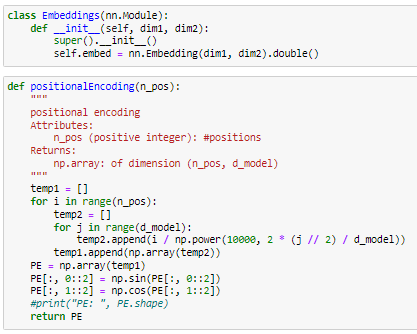 class Embeddings(nn.Module):
    def __init__(self, dim1, dim2):
        super().__init__()
        self.embed = nn.Embedding(dim1, dim2).double()
def positionalEncoding(n_pos):
    """
    positional encoding
    Attributes:
        n_pos (positive integer): #positions
    Returns:
        np.array: of dimension (n_pos, d_model)
    """
    temp1 = []
    for i in range(n_pos):
        temp2 = []
        for j in range(d_model):
            temp2.append(i / np.power(10000, 2 * (j // 2) / d_model))
        temp1.append(np.array(temp2))
    PE = np.array(temp1)
    PE[:, 0::2] = np.sin(PE[:, 0::2])
    PE[:, 1::2] = np.cos(PE[:, 1::2])
    #print("PE: ", PE.shape)
    return PE